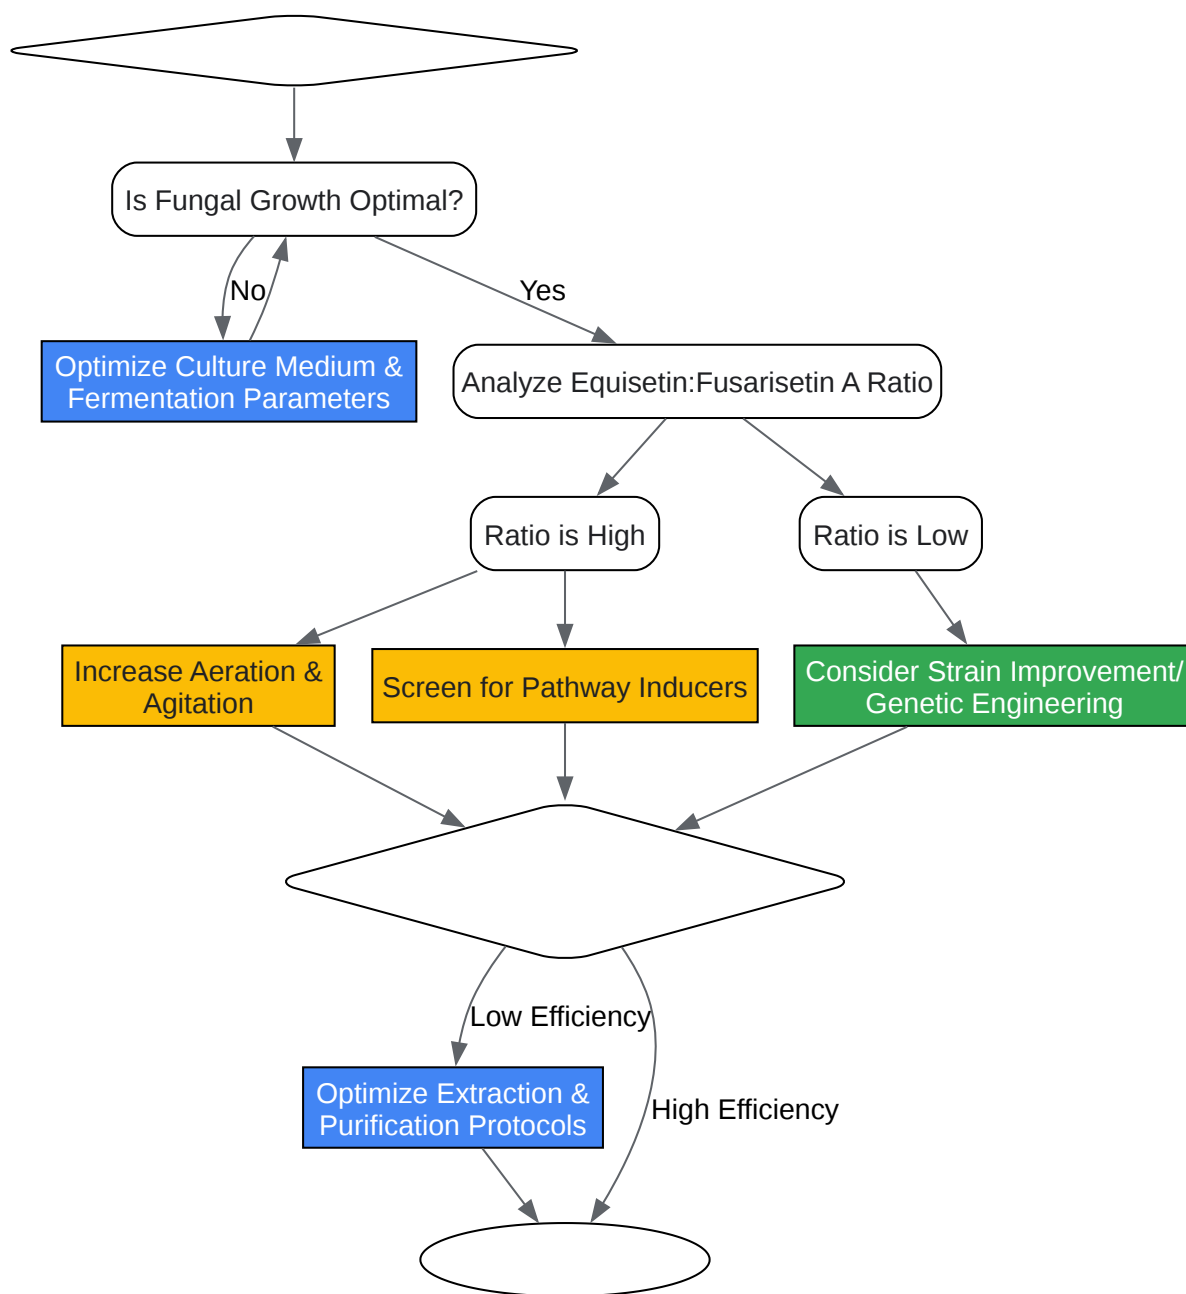 Is Fungal Growth Optimal?
No
Yes
Optimize Culture Medium &
Fermentation Parameters
Analyze Equisetin:Fusarisetin A Ratio
Ratio is High
Ratio is Low
Increase Aeration &
Agitation
Screen for Pathway Inducers
Consider Strain Improvement/
Genetic Engineering
Low Efficiency
Optimize Extraction &
Purification Protocols
High Efficiency